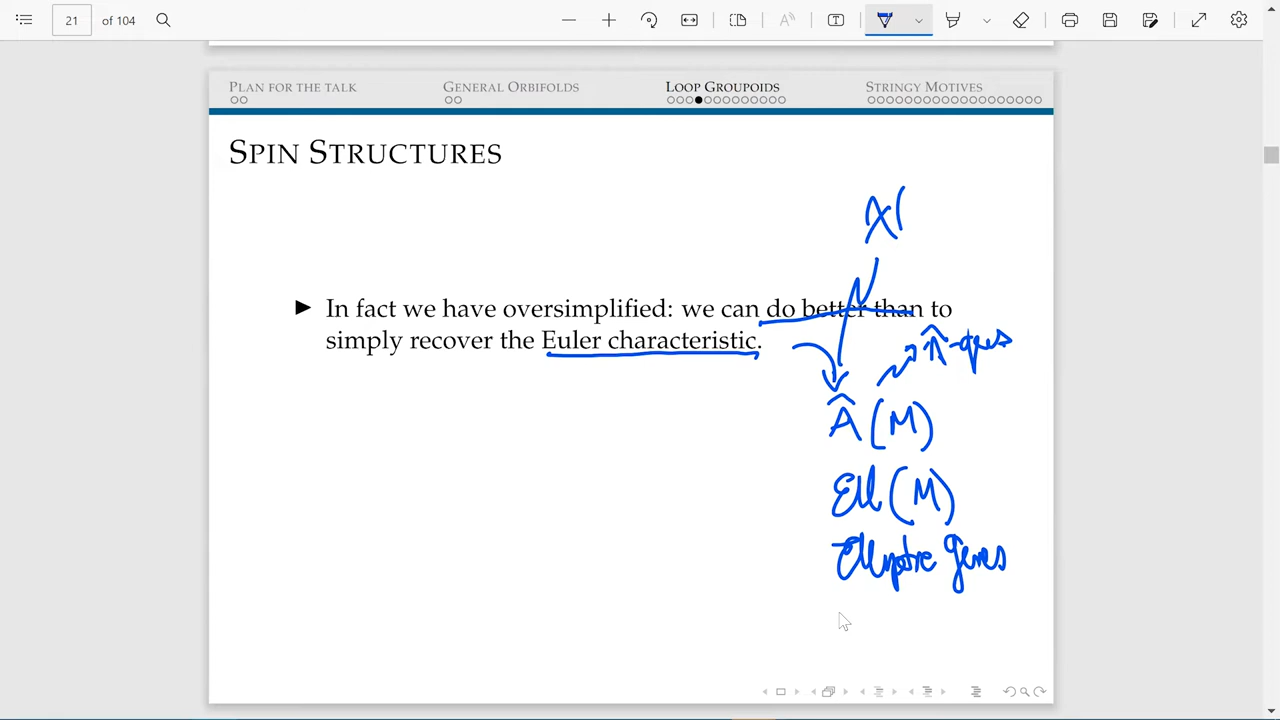 21 of 104
PLAN FOR THE TALK GENERAL ORBIFOLDS LOOP GROUPOIDS STRINGY MOTIVES
SPIN STRUCTURES
In fact we have oversimplified: we can do better than to
simply recover the Euler characteristic.
Â-genus
Â(M)
Ell(M)
Elliptic genus